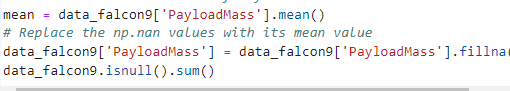 mean = data_falcon9['PayloadMass'].mean()
# Replace the np.nan values with its mean value
data_falcon9['PayloadMass'] = data_falcon9['PayloadMass'].fillna
data_falcon9.isnull().sum()